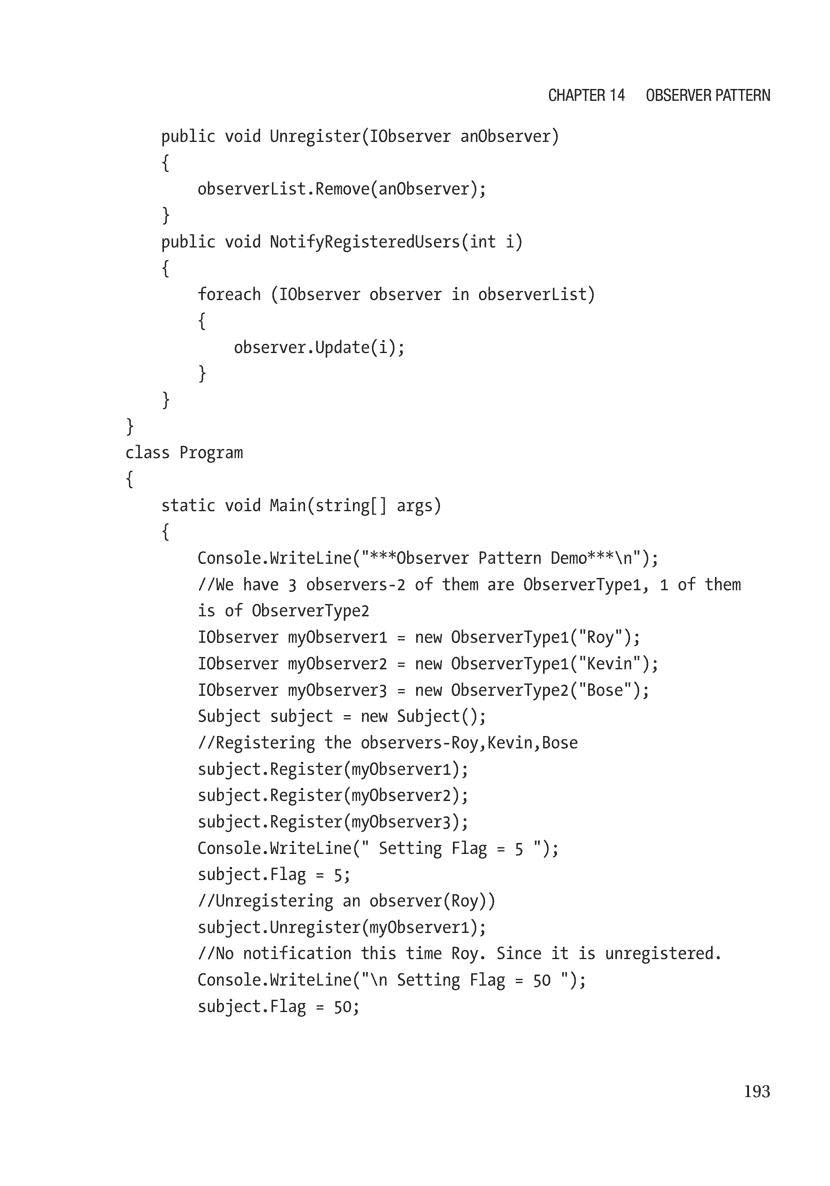 CHAPTER 14 OBSERVER PATTERN
public void Unregister(IObserver anObserver)
{
observerList.Remove(anObserver);
}
public void NotifyRegisteredUsers(int i)
{
foreach (IObserver observer in observerList)
{
observer.Update(i);
}
}
}
class Program
{
static void Main(string[] args)
{
Console.WriteLine("***Observer Pattern Demo***\n");
//We have 3 observers-2 of them are ObserverType1, 1 of them
is of ObserverType2
IObserver myObserver1 = new ObserverType1("Roy");
IObserver myObserver2 = new ObserverType1("Kevin");
IObserver myObserver3 = new ObserverType2("Bose");
Subject subject = new Subject();
//Registering the observers-Roy,Kevin,Bose
subject.Register(myObserver1);
subject.Register(myObserver2);
subject.Register(myObserver3);
Console.WriteLine(" Setting Flag = 5 ");
subject.Flag = 5;
//Unregistering an observer(Roy))
subject.Unregister(myObserver1);
//No notification this time Roy. Since it is unregistered.
Console.WriteLine("\n Setting Flag = 50 ");
subject.Flag = 50;
193